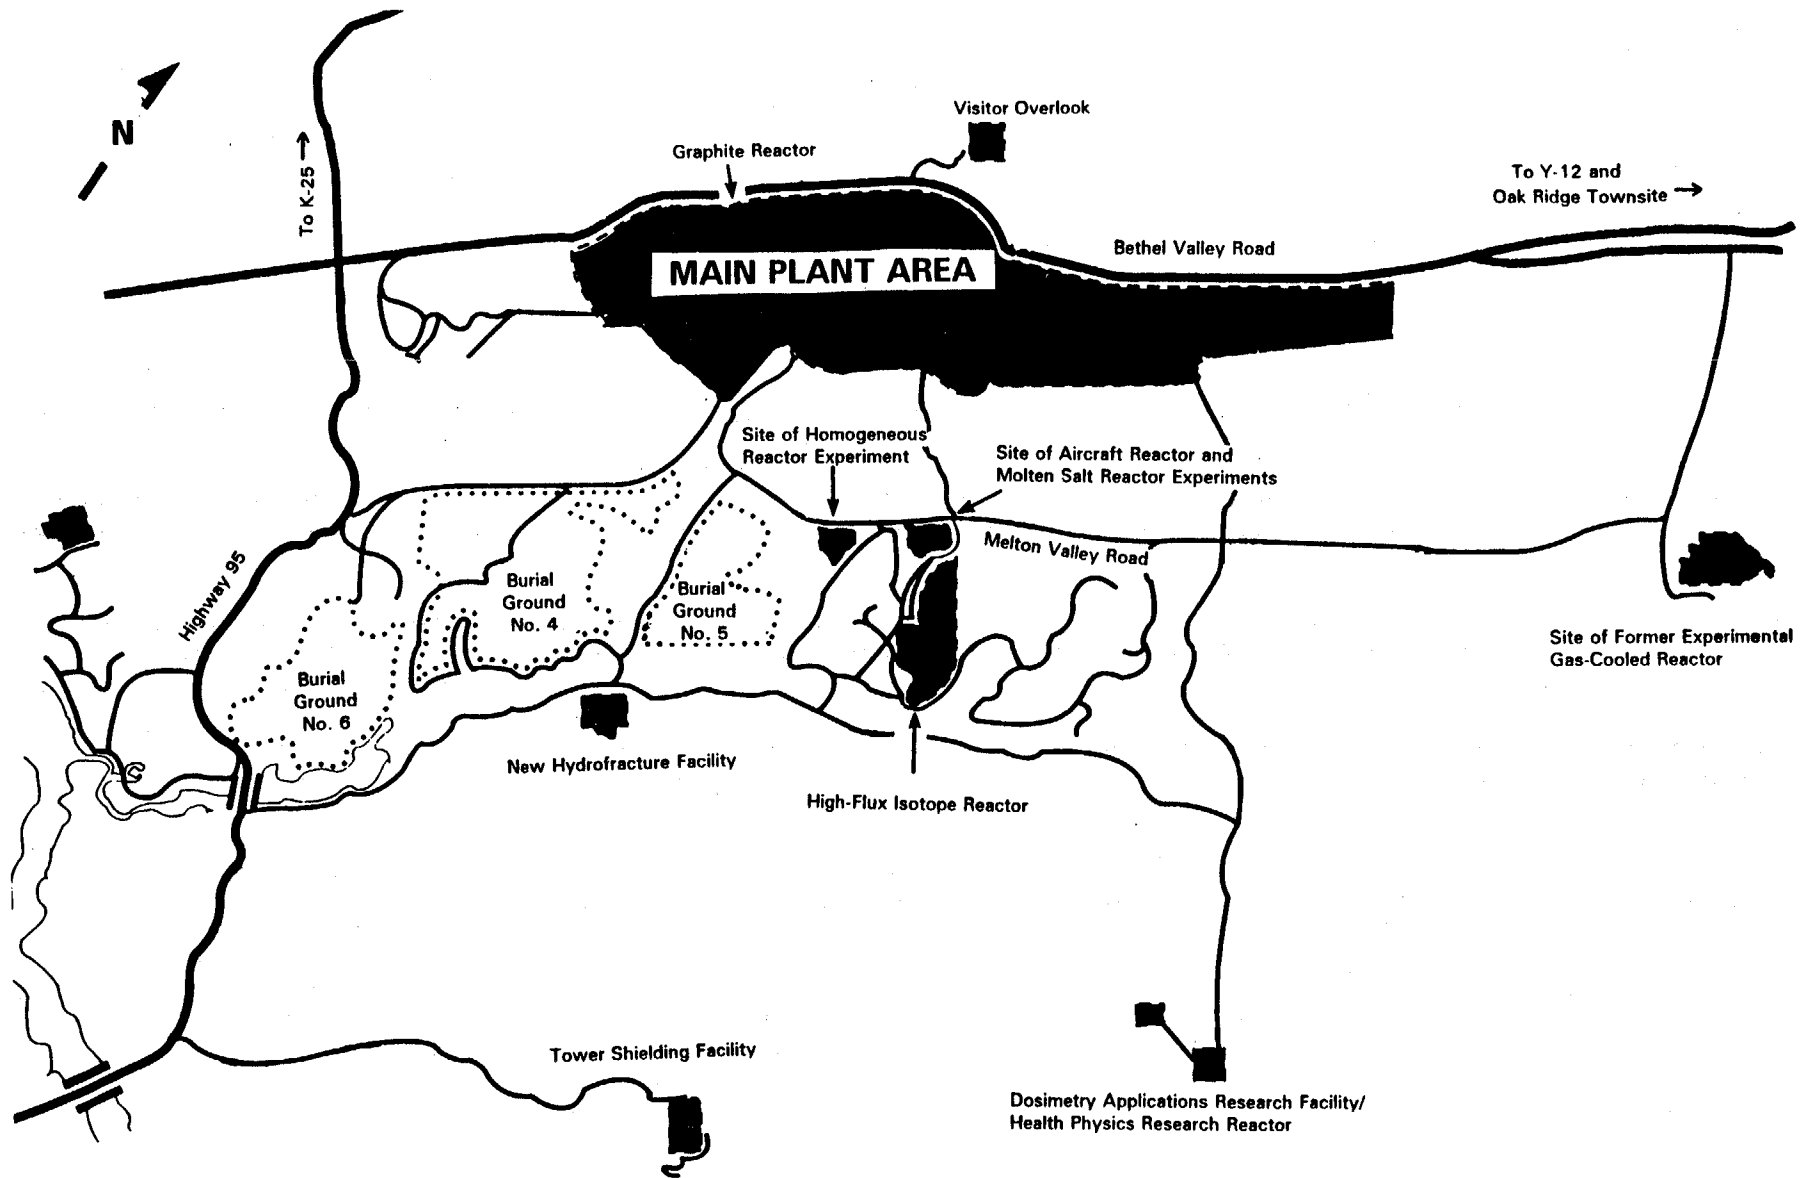 Visitor Overlook
N
Graphite Reactor
To K-25 →
To Y-12 and
Oak Ridge Townsite →
Bethel Valley Road
MAIN PLANT AREA
Site of Homogeneous
Reactor Experiment
Site of Aircraft Reactor and
Molten Salt Reactor Experiments
Melton Valley Road
Highway 95
Burial
Ground
No. 4
Burial
Ground
No. 5
Site of Former Experimental
Gas-Cooled Reactor
Burial
Ground
No. 6
New Hydrofracture Facility
High-Flux Isotope Reactor
Tower Shielding Facility
Dosimetry Applications Research Facility/
Health Physics Research Reactor